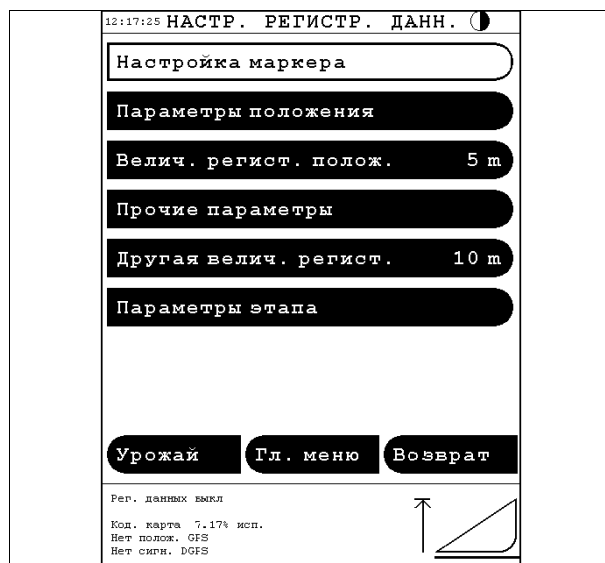 12:17:25 НАСТР. РЕГИСТР. ДАНН.
Настройка маркера
Параметры положения
Велич. регист. полож. 5 m
Прочие параметры
Другая велич. регист. 10 m
Параметры этапа
Урожай Гл. меню Возврат
Рег. данных выкл
Код. карта 7.17% исп.
Нет полож. GPS
Нет сигн. DGPS